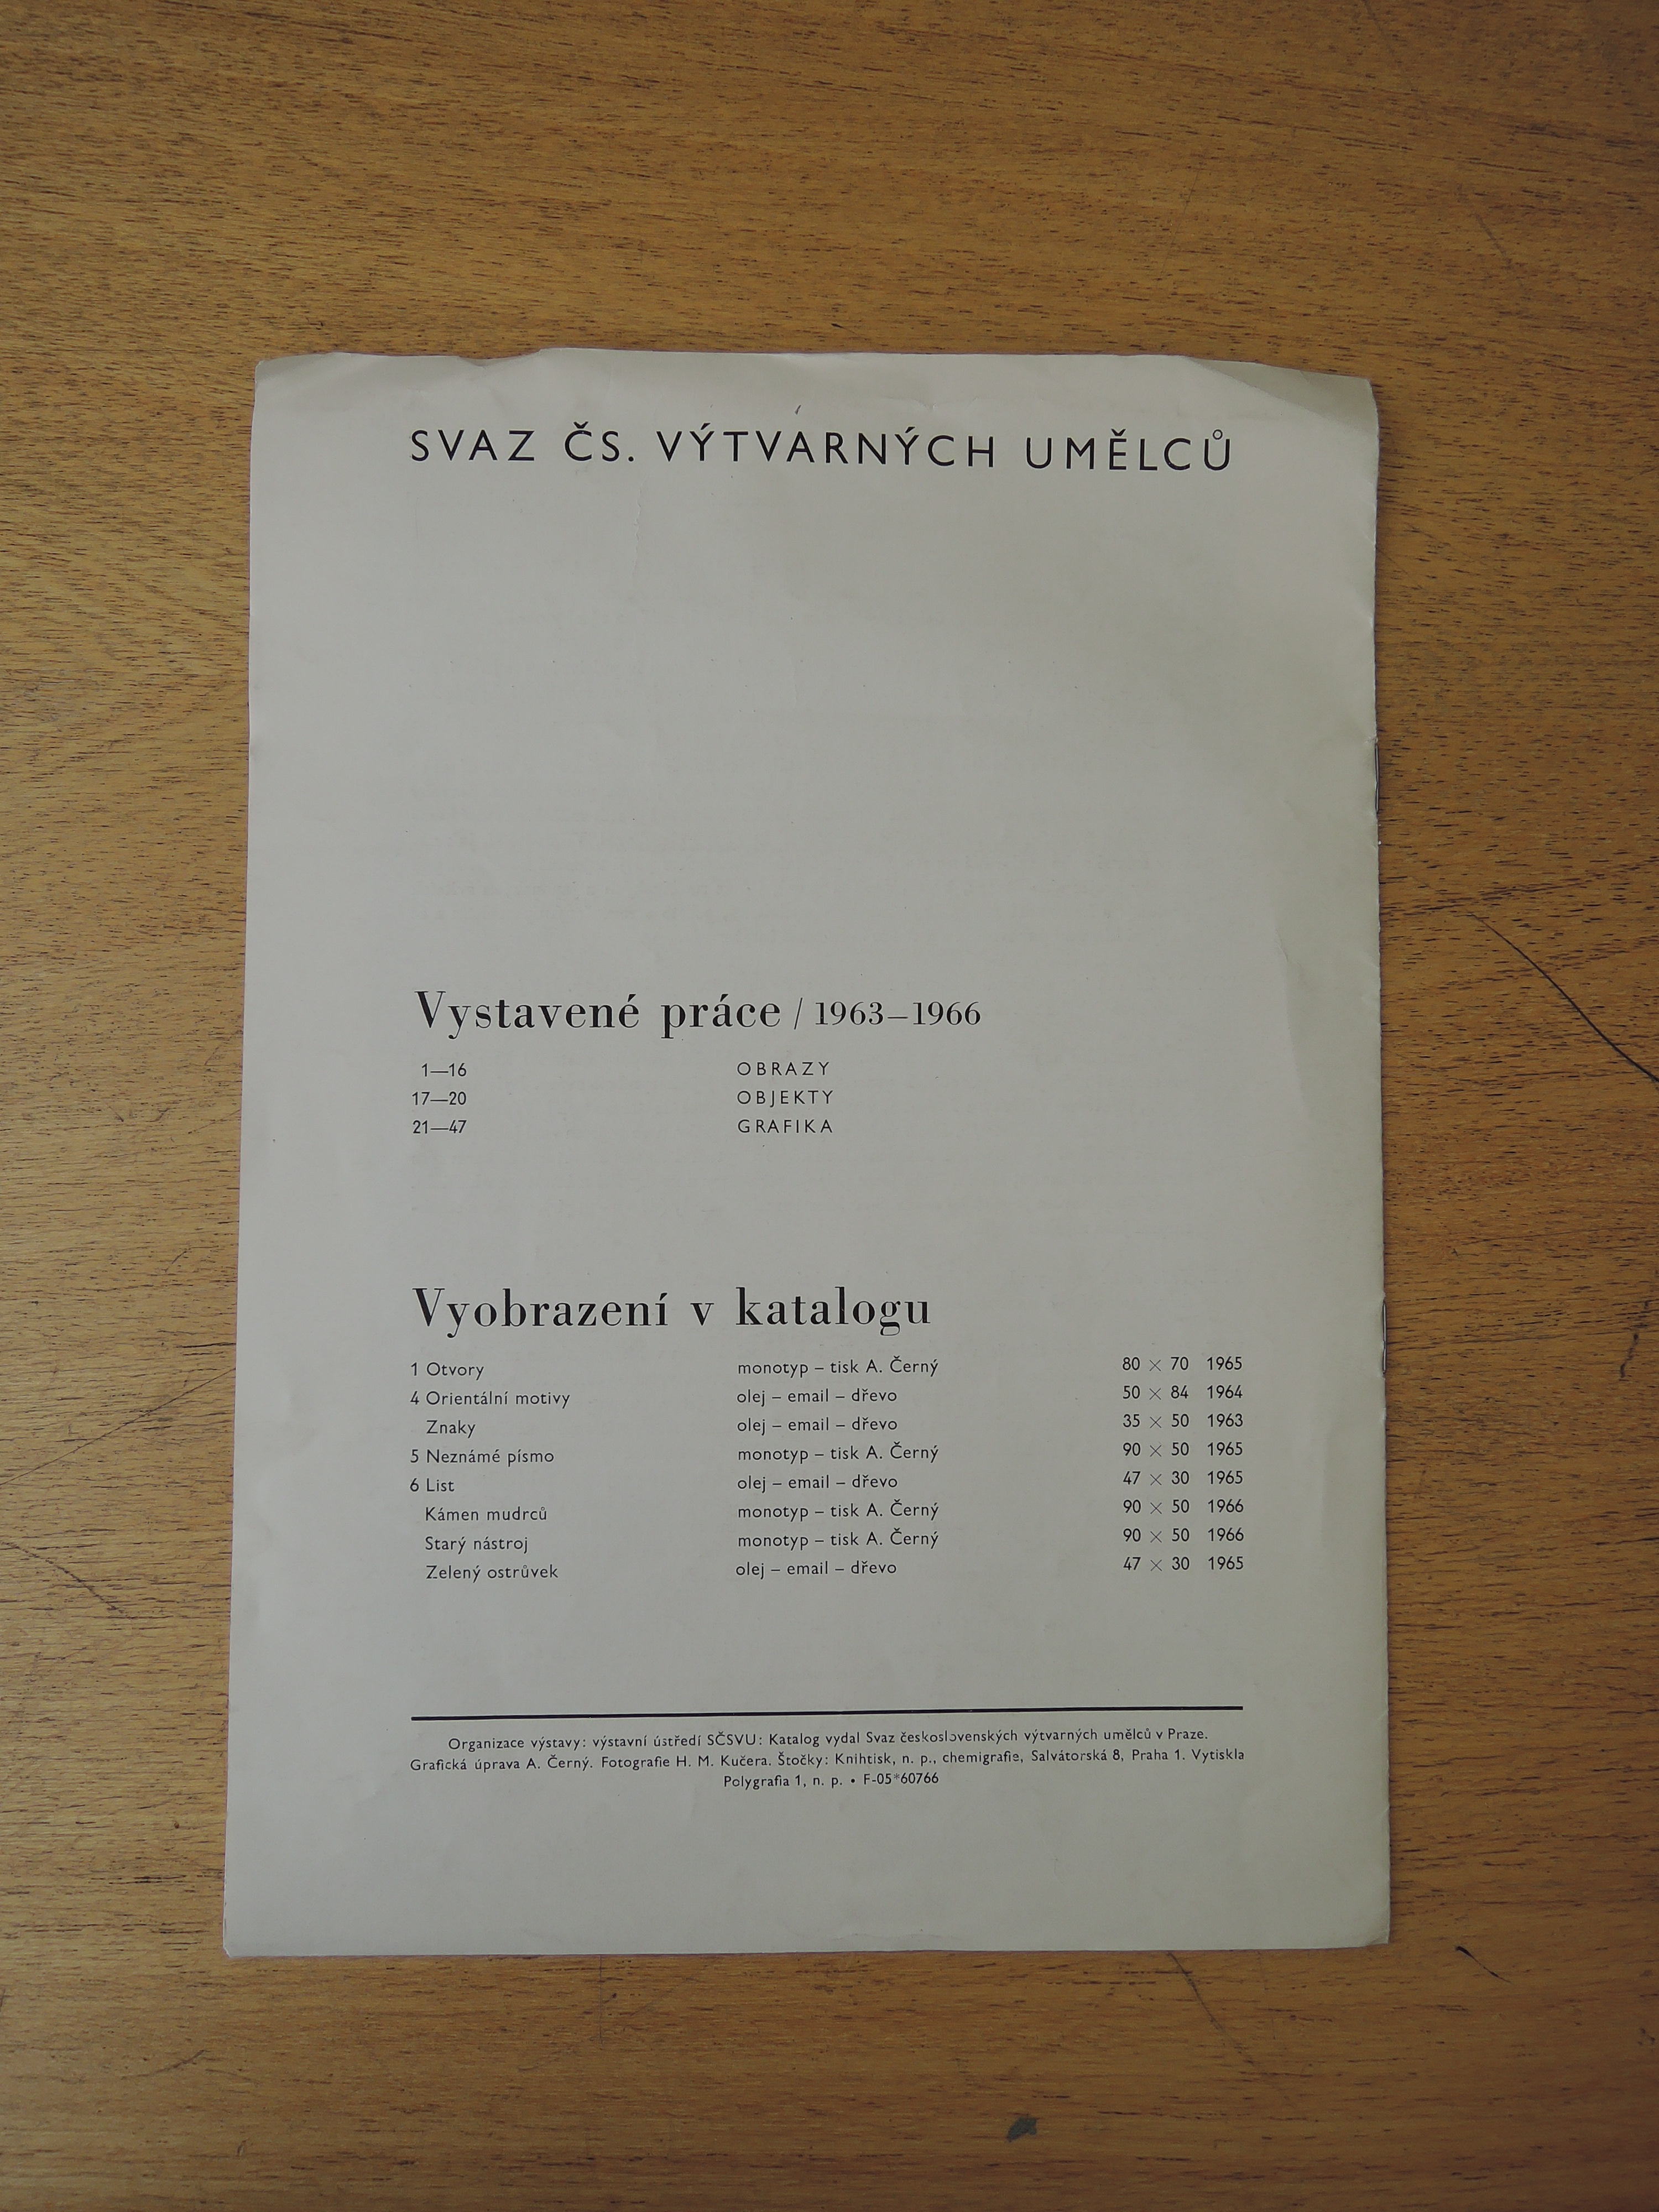 SVAZ ČS. VÝTVARNÝCH UMĚLCŮ
Vystavené práce / 1963–1966
1—16 OBRAZY
17—20 OBJEKTY
21—47 GRAFIKA
Vyobrazení v katalogu
1 Otvory monotyp – tisk A. Černý 80 × 70 1965
4 Orientální motivy olej – email – dřevo 50 × 84 1964
Znaky olej – email – dřevo 35 × 50 1963
5 Neznámé písmo monotyp – tisk A. Černý 90 × 50 1965
6 List olej – email – dřevo 47 × 30 1965
Kámen mudrců monotyp – tisk A. Černý 90 × 50 1966
Starý nástroj monotyp – tisk A. Černý 90 × 50 1966
Zelený ostrůvek olej – email – dřevo 47 × 30 1965
Organizace výstavy: výstavní ústředí SČSVU: Katalog vydal Svaz československých výtvarných umělců v Praze.
Grafická úprava A. Černý. Fotografie H. M. Kučera. Štočky: Knihtisk, n. p., chemigrafie, Salvátorská 8, Praha 1. Vytiskla
Polygrafia 1, n. p. • F-05*60766